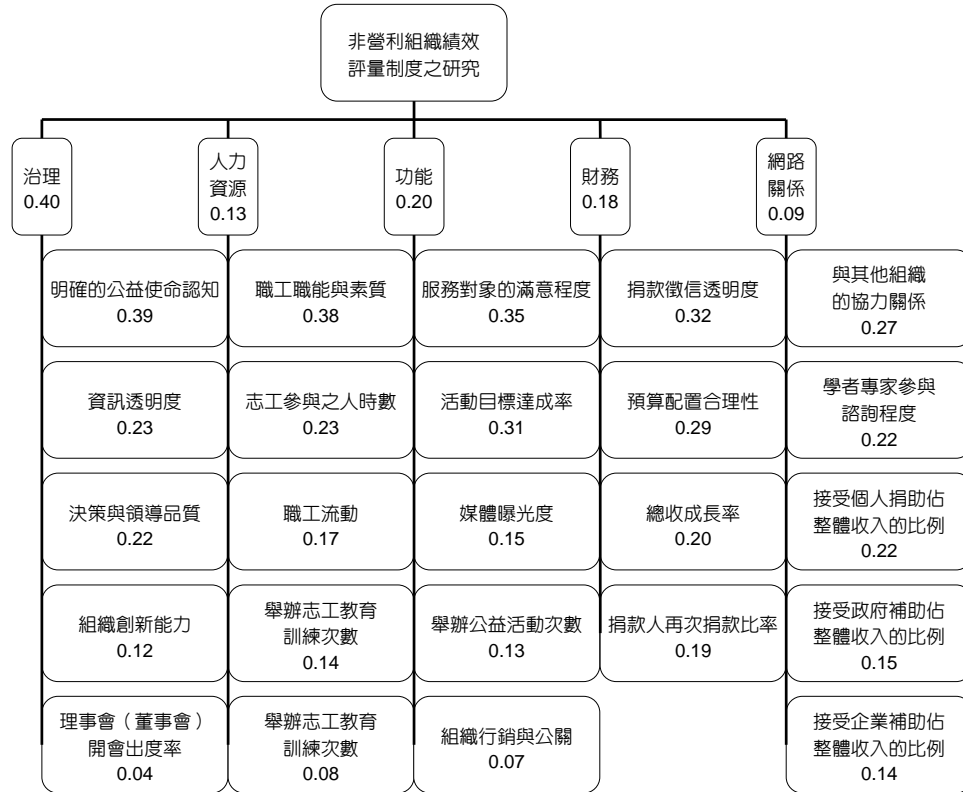 非營利組織績效
評量制度之研究
治理
0.40
人力
資源
0.13
功能
0.20
財務
0.18
網路
關係
0.09
明確的公益使命認知
0.39
資訊透明度
0.23
決策與領導品質
0.22
組織創新能力
0.12
理事會（董事會）
開會出度率
0.04
職工職能與素質
0.38
志工參與之人時數
0.23
職工流動
0.17
舉辦志工教育
訓練次數
0.14
舉辦志工教育
訓練次數
0.08
服務對象的滿意程度
0.35
活動目標達成率
0.31
媒體曝光度
0.15
舉辦公益活動次數
0.13
組織行銷與公關
0.07
捐款徵信透明度
0.32
預算配置合理性
0.29
總收成長率
0.20
捐款人再次捐款比率
0.19
與其他組織
的協力關係
0.27
學者專家參與
諮詢程度
0.22
接受個人捐助佔
整體收入的比例
0.22
接受政府補助佔
整體收入的比例
0.15
接受企業補助佔
整體收入的比例
0.14